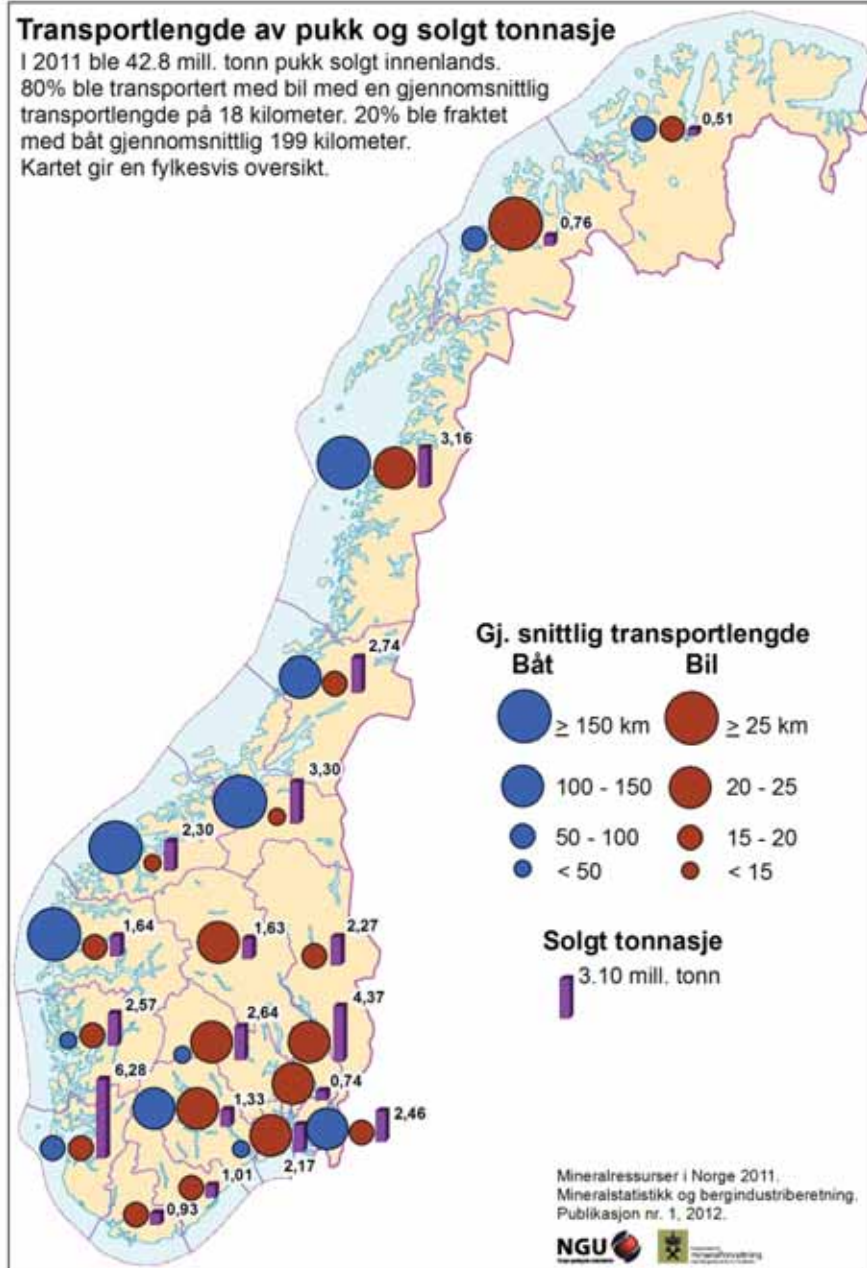 Transportlengde av pukk og solgt tonnasje
I 2011 ble 42.8 mill. tonn pukk solgt innenlands.
80% ble transportert med bil med en gjennomsnittlig
transportlengde på 18 kilometer. 20% ble fraktet
med båt gjennomsnittlig 199 kilometer.
Kartet gir en fylkesvis oversikt.
0,51
0,76
3,16
2,74
3,30
2,30
1,64
1,63
2,27
2,57
2,64
4,37
6,28
0,74
1,33
2,46
2,17
1,01
0,93
Gj. snittlig transportlengde
Båt Bil
≥ 150 km ≥ 25 km
100 - 150 20 - 25
50 - 100 15 - 20
< 50 < 15
Solgt tonnasje
3.10 mill. tonn
Mineralressurser i Norge 2011.
Mineralstatistikk og bergindustriberetning.
Publikasjon nr. 1, 2012.
NGU